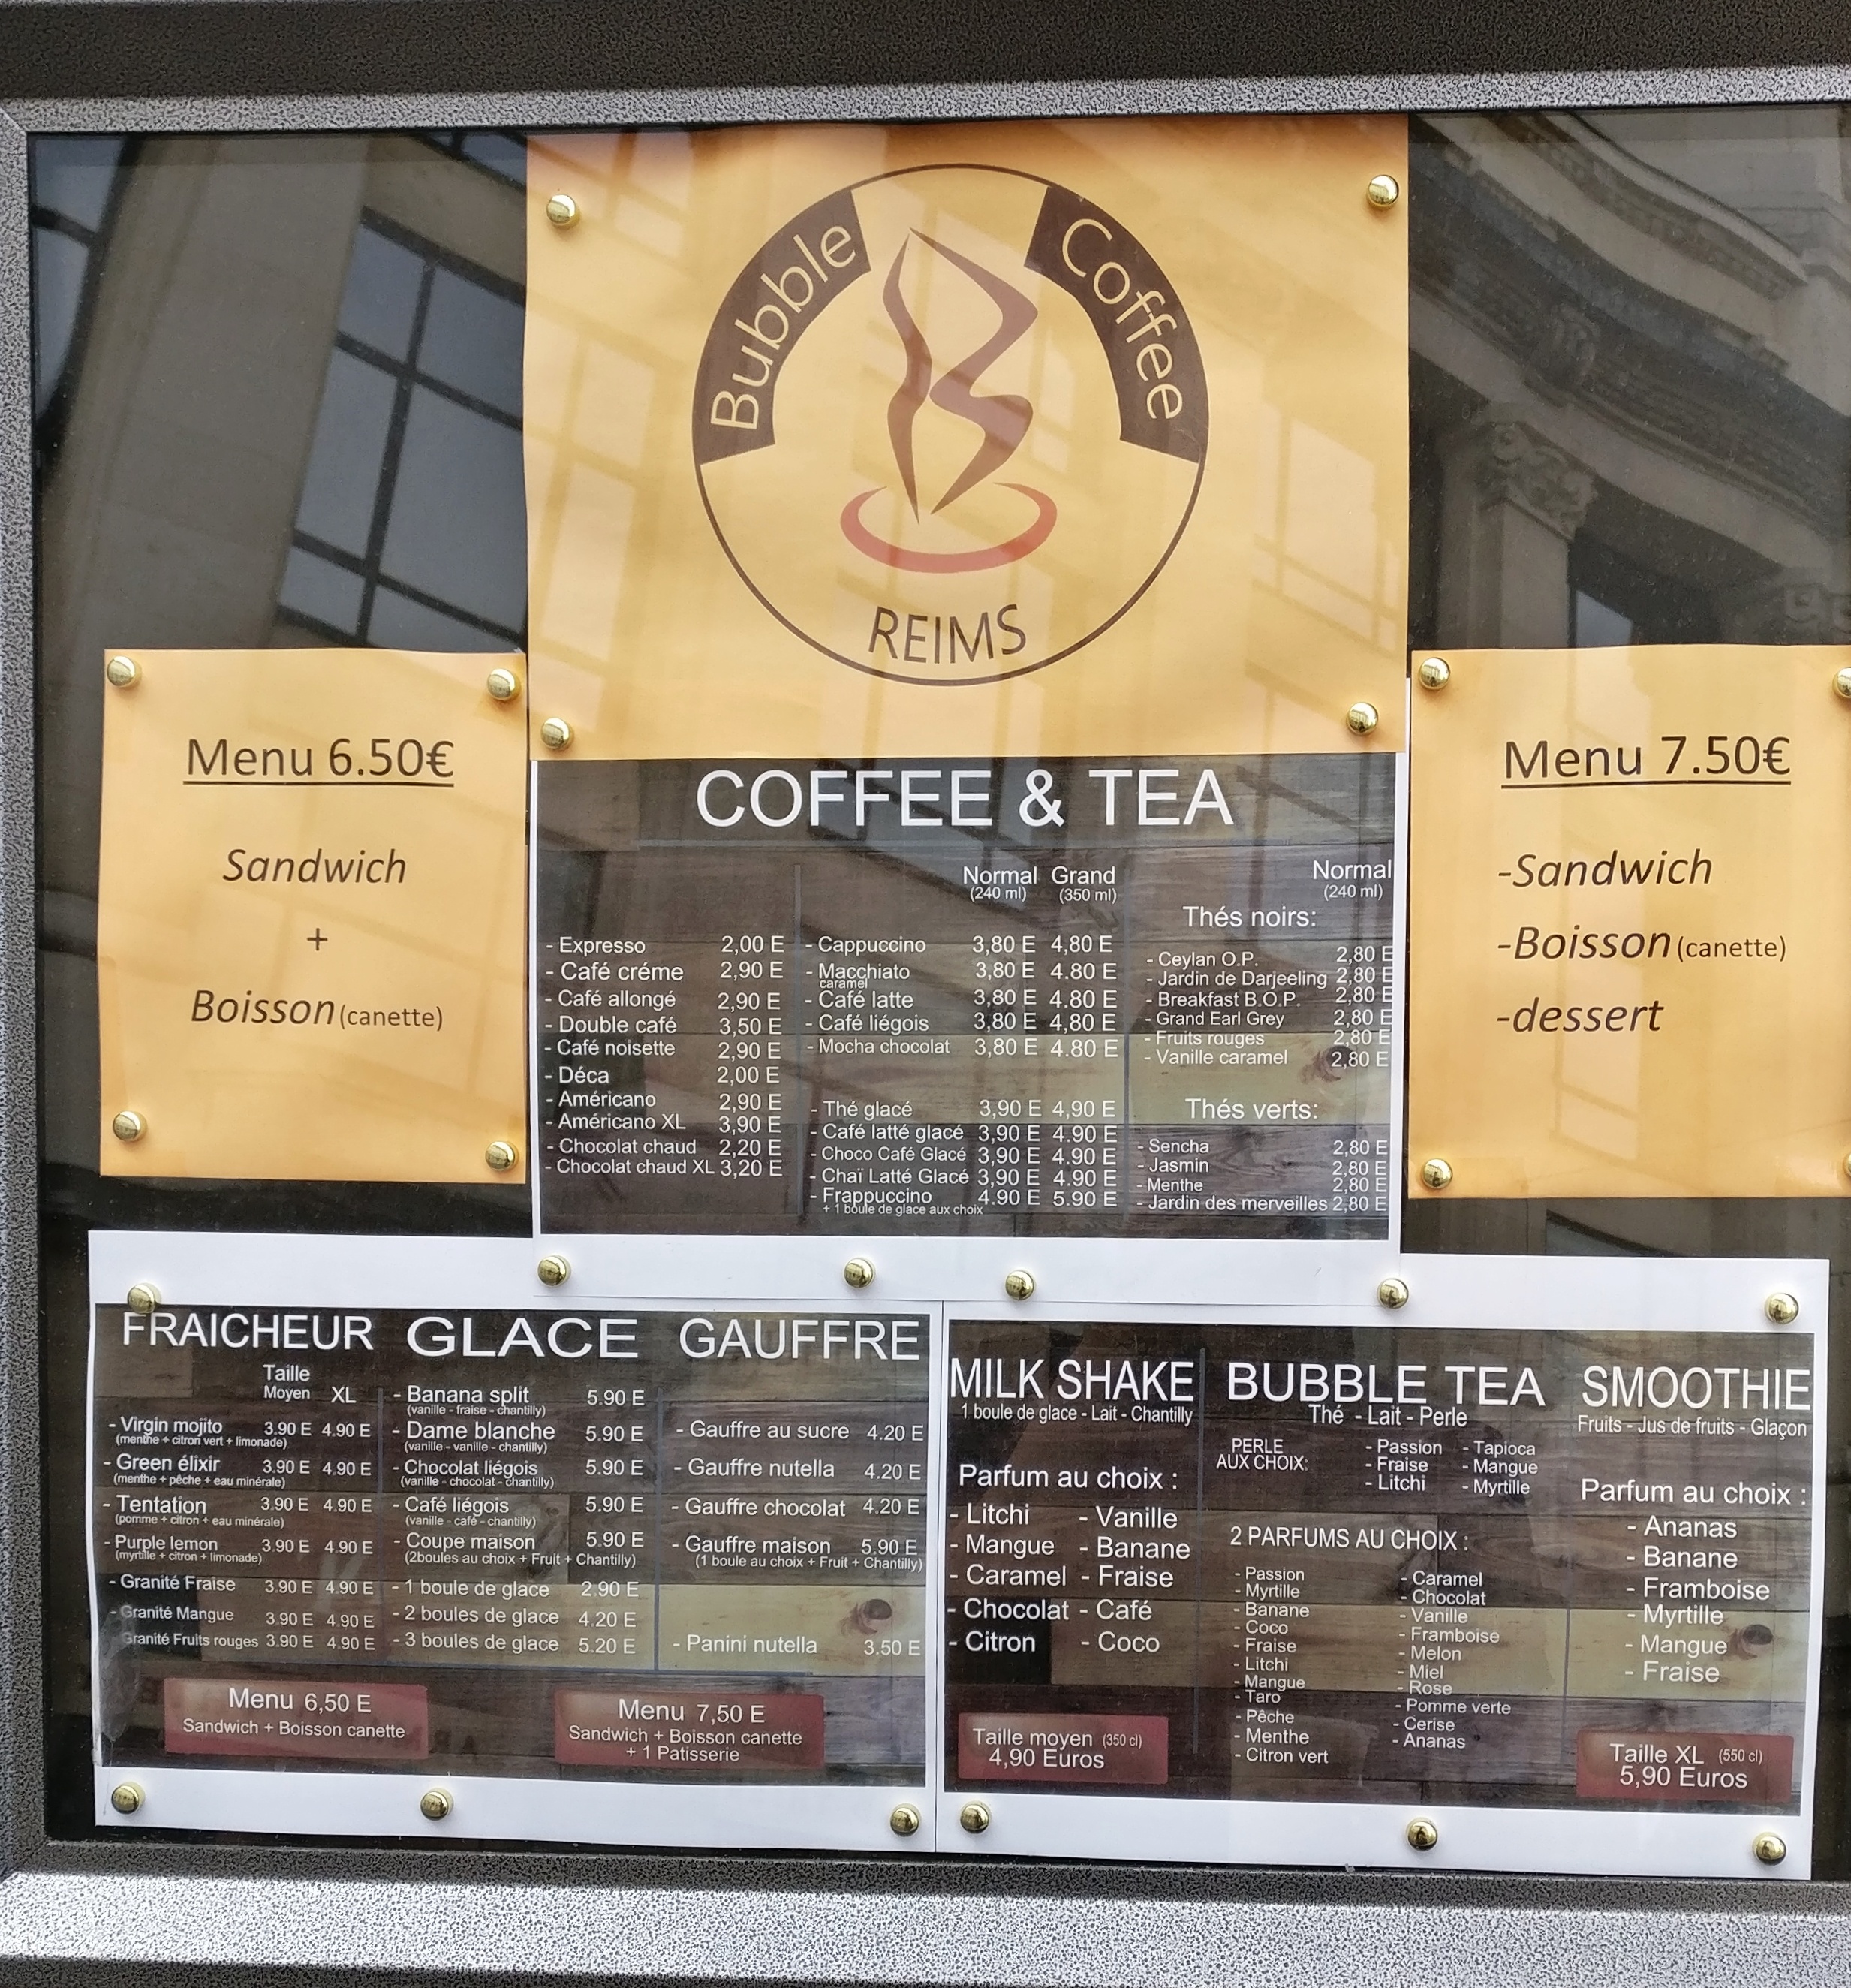 Bubble Coffee
REIMS
Menu 6.50€
Sandwich
+
Boisson (canette)
Menu 7.50€
-Sandwich
-Boisson (canette)
-dessert
COFFEE & TEA
- Expresso 2,00 E
- Café créme 2,90 E
- Café allongé 2,90 E
- Double café 3,50 E
- Café noisette 2,90 E
- Déca 2,00 E
- Américano 2,90 E
- Américano XL 3,90 E
- Chocolat chaud 2,20 E
- Chocolat chaud XL 3,20 E
Normal Grand
(240 ml) (350 ml)
- Cappuccino 3,80 E 4,80 E
- Macchiato 3,80 E 4.80 E
caramel
- Café latte 3,80 E 4.80 E
- Café liégois 3,80 E 4,80 E
- Mocha chocolat 3,80 E 4.80 E
- Thé glacé 3,90 E 4,90 E
- Café latté glacé 3,90 E 4.90 E
- Choco Café Glacé 3,90 E 4.90 E
- Chaï Latté Glacé 3,90 E 4.90 E
- Frappuccino 4.90 E 5.90 E
+ 1 boule de glace aux choix
Normal
(240 ml)
Thés noirs:
- Ceylan O.P. 2,80 E
- Jardin de Darjeeling 2,80 E
- Breakfast B.O.P. 2,80 E
- Grand Earl Grey 2,80 E
- Fruits rouges 2,80 E
- Vanille caramel 2,80 E
Thés verts:
- Sencha 2,80 E
- Jasmin 2,80 E
- Menthe 2,80 E
- Jardin des merveilles 2,80 E
FRAICHEUR
Taille
Moyen XL
- Virgin mojito 3.90 E 4.90 E
(menthe + citron vert + limonade)
- Green élixir 3.90 E 4.90 E
(menthe + pêche + eau minérale)
- Tentation 3.90 E 4.90 E
(pomme + citron + eau minérale)
- Purple lemon 3.90 E 4.90 E
(myrtille + citron + limonade)
- Granité Fraise 3.90 E 4.90 E
- Granité Mangue 3.90 E 4.90 E
Granité Fruits rouges 3.90 E 4.90 E
GLACE
- Banana split 5.90 E
(vanille - fraise - chantilly)
- Dame blanche 5.90 E
(vanille - vanille - chantilly)
- Chocolat liégois 5.90 E
(vanille - chocolat - chantilly)
- Café liégois 5.90 E
(vanille - café - chantilly)
- Coupe maison 5.90 E
(2boules au choix + Fruit + Chantilly)
- 1 boule de glace 2.90 E
- 2 boules de glace 4.20 E
- 3 boules de glace 5.20 E
GAUFFRE
- Gauffre au sucre 4.20 E
- Gauffre nutella 4.20 E
- Gauffre chocolat 4.20 E
- Gauffre maison 5.90 E
(1 boule au choix + Fruit + Chantilly)
- Panini nutella 3.50 E
Menu 6,50 E
Sandwich + Boisson canette
Menu 7,50 E
Sandwich + Boisson canette
+ 1 Patisserie
MILK SHAKE
1 boule de glace - Lait - Chantilly
Parfum au choix :
- Litchi - Vanille
- Mangue - Banane
- Caramel - Fraise
- Chocolat - Café
- Citron - Coco
Taille moyen (350 cl)
4,90 Euros
BUBBLE TEA
Thé - Lait - Perle
PERLE
AUX CHOIX:
- Passion - Tapioca
- Fraise - Mangue
- Litchi - Myrtille
2 PARFUMS AU CHOIX :
- Passion
- Myrtille
- Banane
- Coco
- Fraise
- Litchi
- Mangue
- Taro
- Pêche
- Menthe
- Citron vert
- Caramel
- Chocolat
- Vanille
- Framboise
- Melon
- Miel
- Rose
- Pomme verte
- Cerise
- Ananas
SMOOTHIE
Fruits - Jus de fruits - Glaçon
Parfum au choix :
- Ananas
- Banane
- Framboise
- Myrtille
- Mangue
- Fraise
Taille XL (550 cl)
5,90 Euros